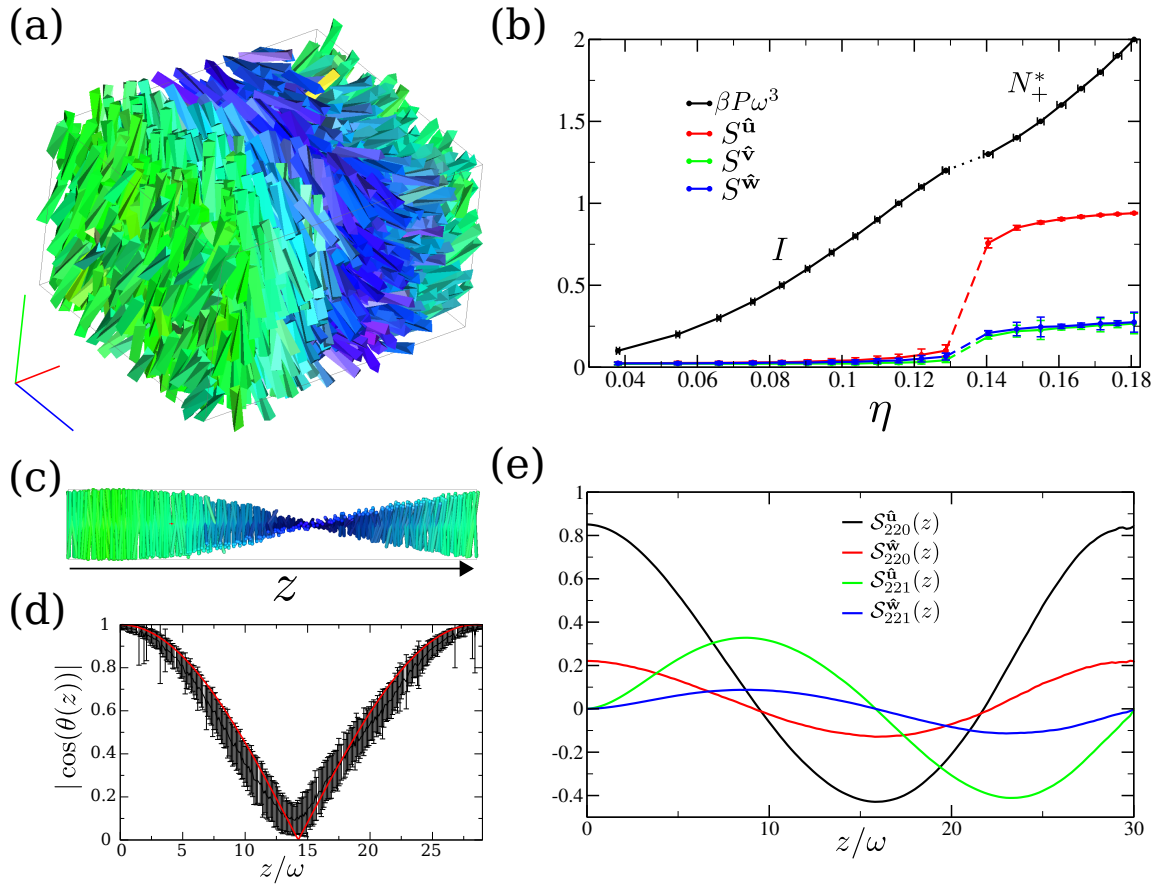 (a)
(b)
2
1.5
1
0.5
0
βPω³
S^û
S^v̂
S^ŵ
I
N*₊
0.04 0.06 0.08 0.1 0.12 0.14 0.16 0.18
η
(c)
z
(d)
1
0.8
0.6
0.4
0.2
0
|cos(θ(z))|
0 5 10 15 20 25
z/ω
(e)
1
0.8
0.6
0.4
0.2
0
-0.2
-0.4
𝒮^û₂₂₀(z)
𝒮^ŵ₂₂₀(z)
𝒮^û₂₂₁(z)
𝒮^ŵ₂₂₁(z)
0 10 20 30
z/ω